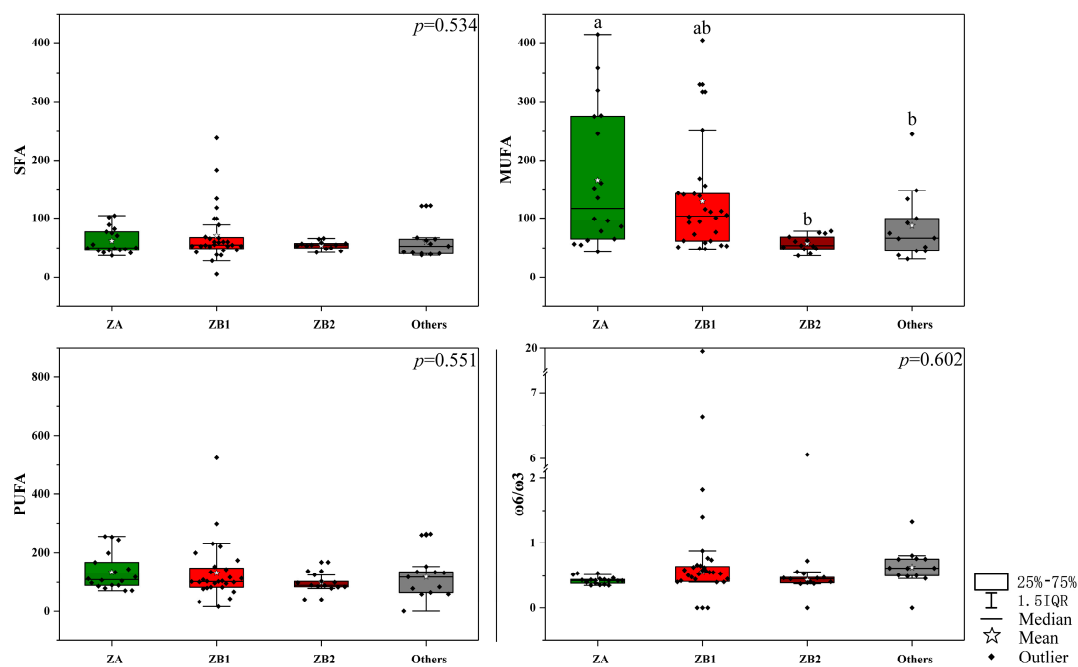 p=0.534
400
300
200
100
0
SFA
ZA ZB1 ZB2 Others
a ab b b
400
300
200
100
0
MUFA
ZA ZB1 ZB2 Others
p=0.551
800
600
400
200
0
PUFA
ZA ZB1 ZB2 Others
p=0.602
20
7
6
2
1
0
ω6/ω3
ZA ZB1 ZB2 Others
25%-75%
1.5IQR
Median
Mean
Outlier